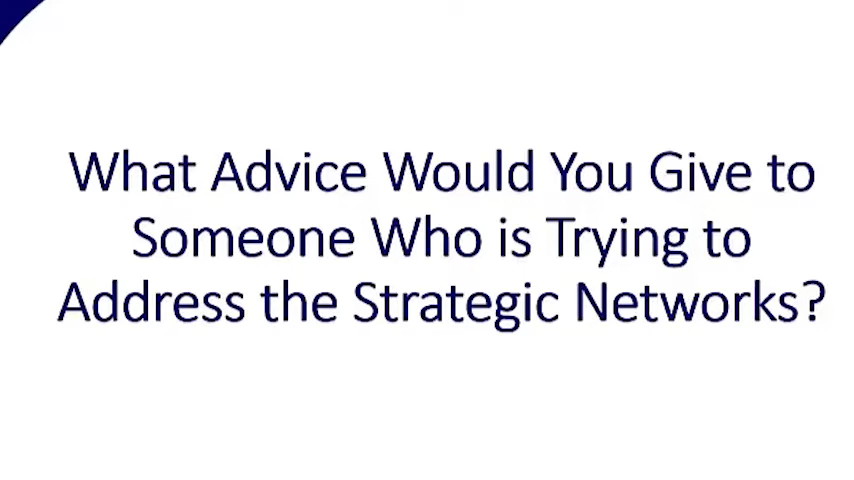 What Advice Would You Give to
Someone Who is Trying to
Address the Strategic Networks?